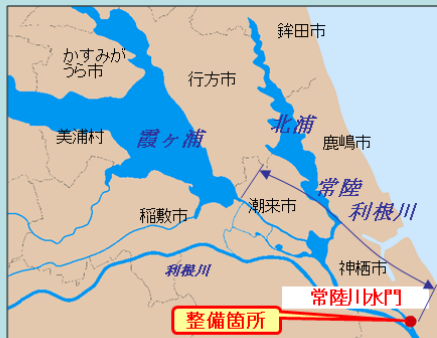 鉾田市
かすみが
うら市
行方市
北浦
美浦村
霞ヶ浦
鹿嶋市
常陸
利根川
潮来市
稲敷市
神栖市
利根川
常陸川水門
整備箇所